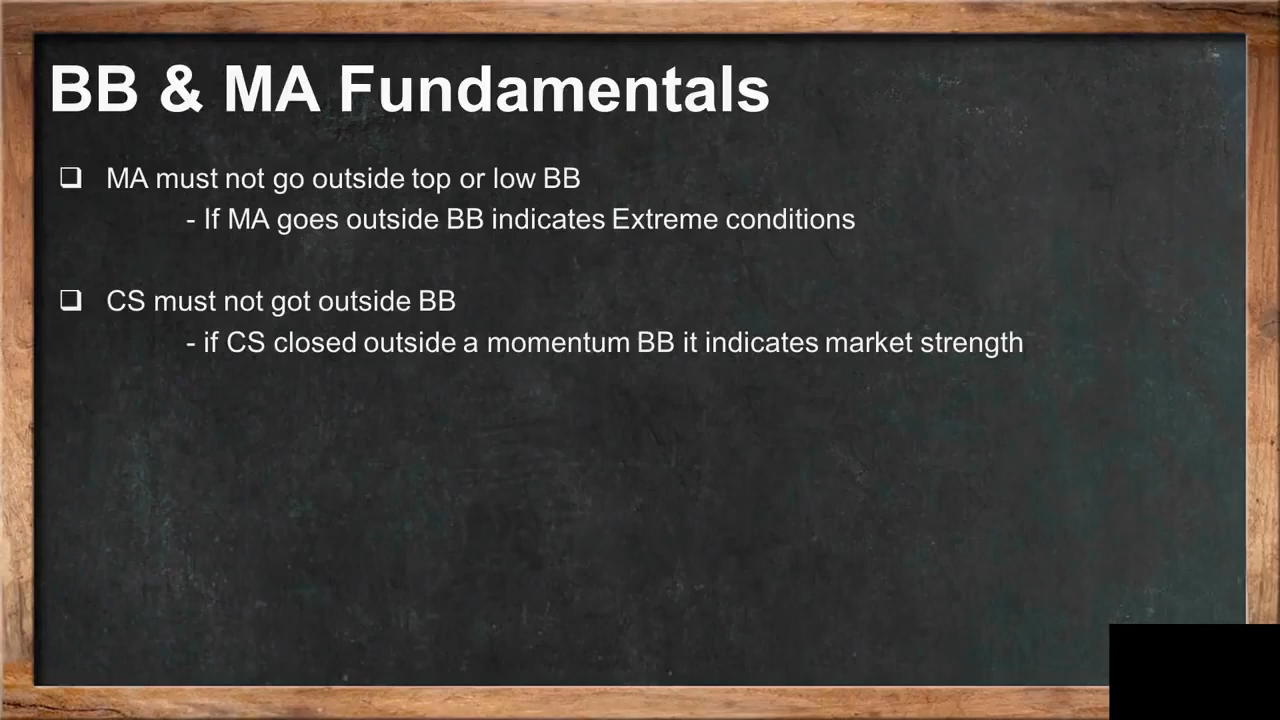 BB & MA Fundamentals
❑ MA must not go outside top or low BB
- If MA goes outside BB indicates Extreme conditions
❑ CS must not got outside BB
- if CS closed outside a momentum BB it indicates market strength